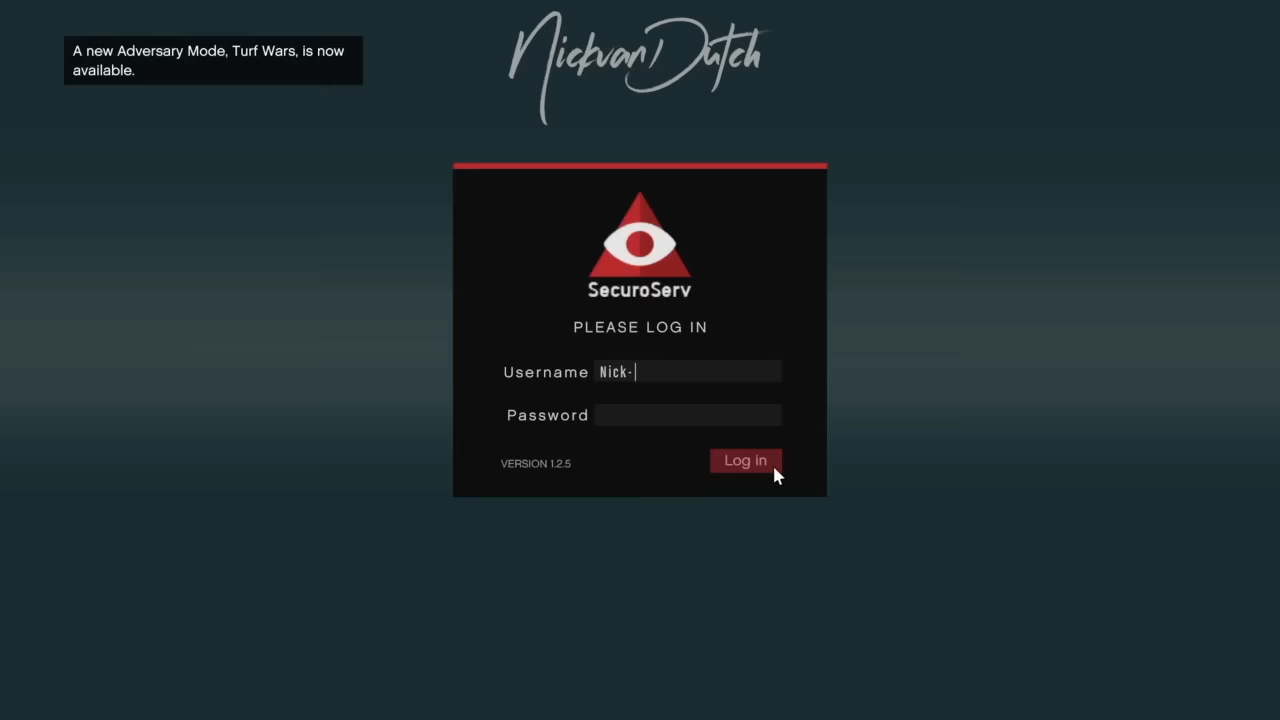 A new Adversary Mode, Turf Wars, is now
available.
NickvanDutch
SecuroServ
PLEASE LOG IN
Username Nick-
Password
VERSION 1.2.5 Log in